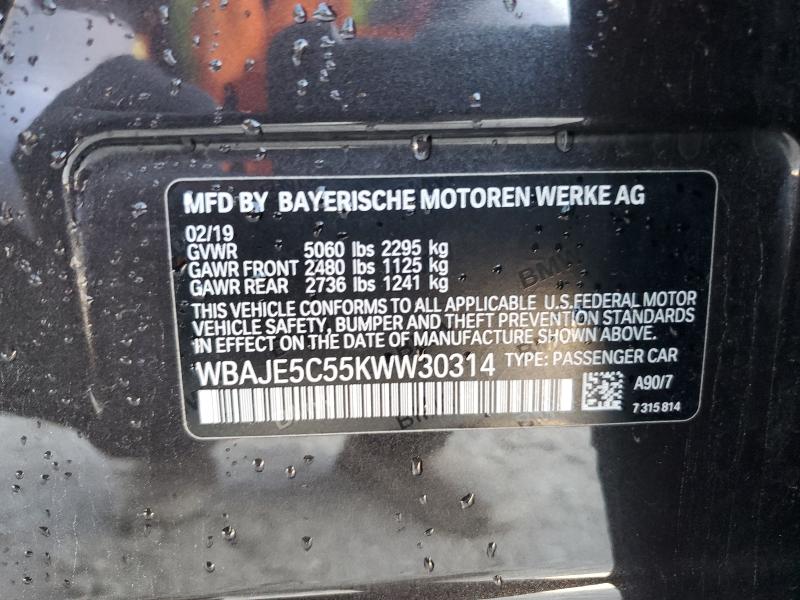 MFD BY BAYERISCHE MOTOREN WERKE AG
02/19
GVWR 5060 lbs 2295 kg
GAWR FRONT 2480 lbs 1125 kg
GAWR REAR 2736 lbs 1241 kg
THIS VEHICLE CONFORMS TO ALL APPLICABLE U.S.FEDERAL MOTOR
VEHICLE SAFETY, BUMPER AND THEFT PREVENTION STANDARDS
IN EFFECT ON THE DATE OF MANUFACTURE SHOWN ABOVE.
WBAJE5C55KWW30314 TYPE: PASSENGER CAR
A90/7
7 315 814
BMW
BMW